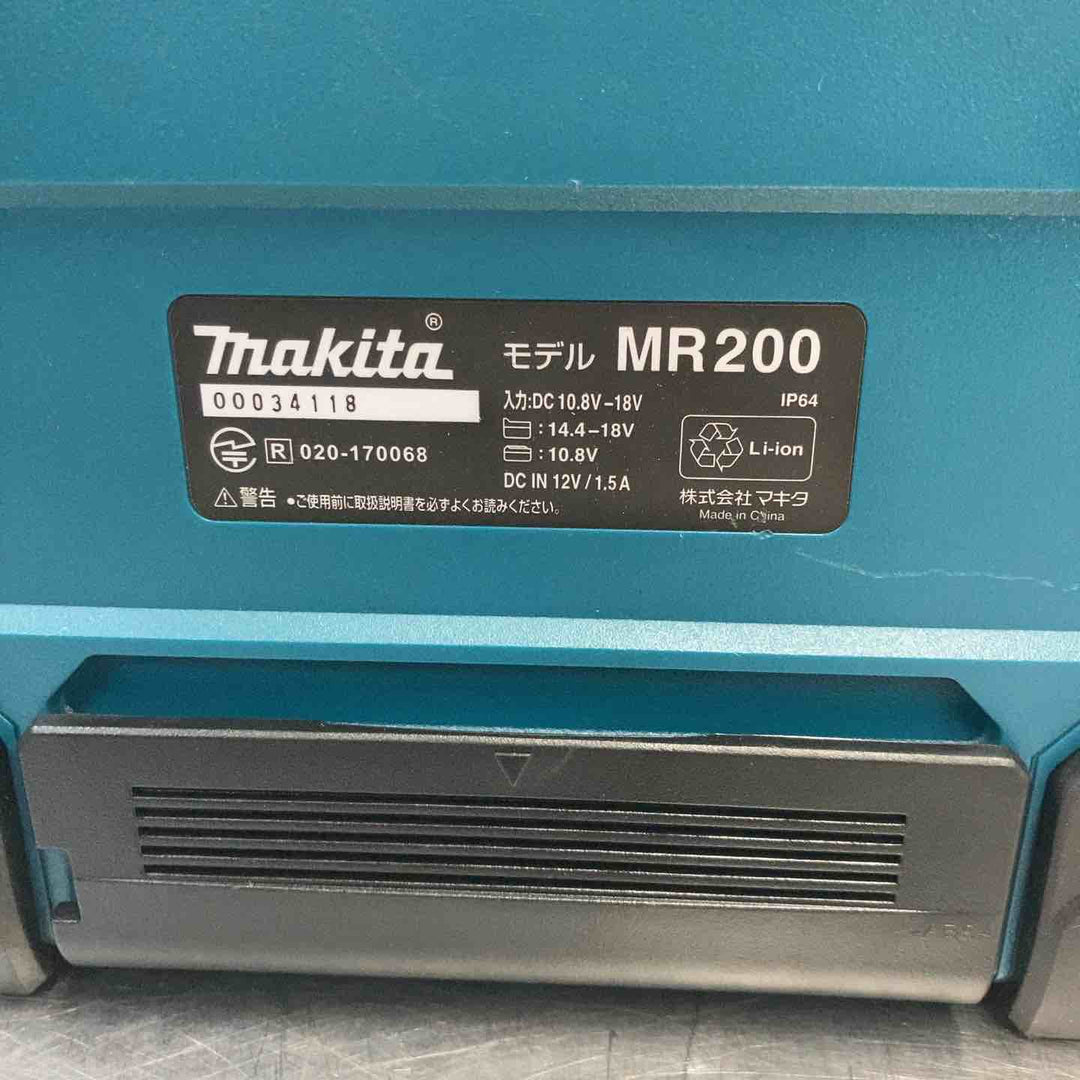 makita®
00034118
R 020-170068
⚠警告 ●ご使用前に取扱説明書を必ずよくお読みください。
モデル MR200
入力:DC 10.8V-18V
: 14.4-18V
: 10.8V
DC IN 12V / 1.5A
IP64
Li-ion
株式会社 マキタ
Made in China